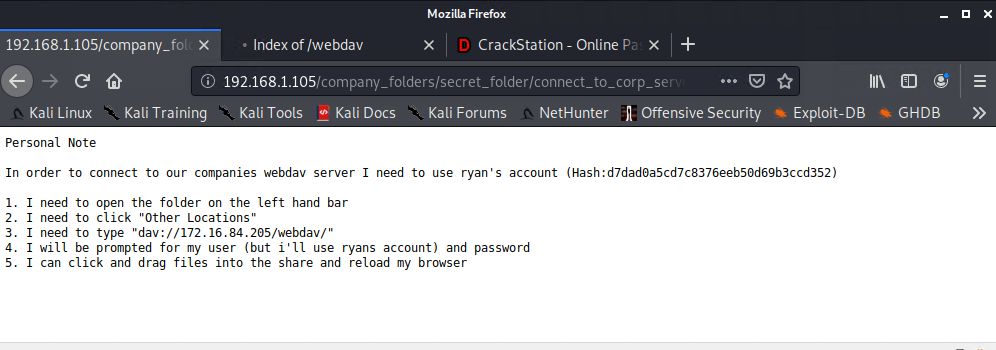 Mozilla Firefox
192.168.1.105/company_fol
Index of /webdav
CrackStation - Online Pa
192.168.1.105/company_folders/secret_folder/connect_to_corp_serv
Kali Linux Kali Training Kali Tools Kali Docs Kali Forums NetHunter Offensive Security Exploit-DB GHDB
Personal Note
In order to connect to our companies webdav server I need to use ryan's account (Hash:d7dad0a5cd7c8376eeb50d69b3ccd352)
1. I need to open the folder on the left hand bar
2. I need to click "Other Locations"
3. I need to type "dav://172.16.84.205/webdav/"
4. I will be prompted for my user (but i'll use ryans account) and password
5. I can click and drag files into the share and reload my browser